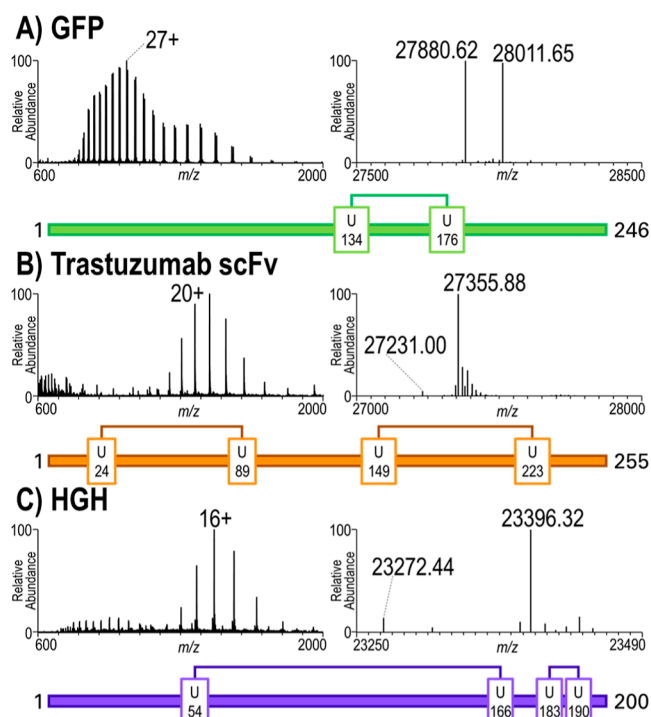 A) GFP
27+
27880.62 28011.65
100 100
Relative Abundance Relative Abundance
0 0
600 m/z 2000 27500 m/z 28500
1 U 134 U 176 246
B) Trastuzumab scFv
20+
27355.88
100 100
27231.00
Relative Abundance Relative Abundance
0 0
600 m/z 2000 27000 m/z 28000
1 U 24 U 89 U 149 U 223 255
C) HGH
16+
23396.32
100 100
23272.44
Relative Abundance Relative Abundance
0 0
600 m/z 2000 23250 m/z 23490
1 U 54 U 166 U 183 U 190 200